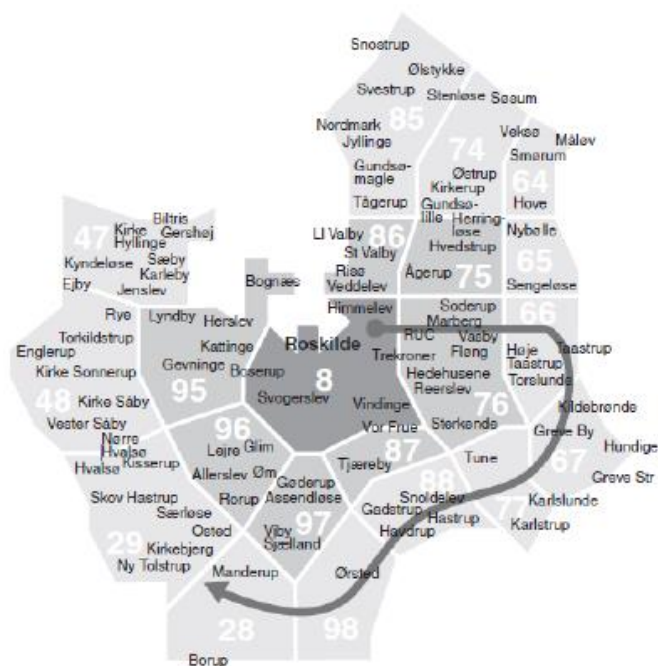 Snostrup
Ølstykke
Svestrup
Stenløse
Søsum
85
Nordmark
Jyllinge
74
Veksø
Smørum
Måløv
Gundsø-
magle
Østrup
Kirkerup
64
Tågerup
Gundsø-
lille
Herring-
løse
Hove
47
Biltris
Kirke
Hyllinge
Gershøj
Ll Valby
86
Hvedstrup
Nybølle
St Valby
65
Kyndeløse
Sæby
Karleby
Risø
Veddelev
Ågerup
75
Sengeløse
Ejby
Jenslev
Bognæs
Himmelev
Soderup
66
Rye
Lyndby
Herslev
Marberg
Roskilde
RUC
Vasby
Torkildstrup
Kattinge
Trekroner
Fløng
Høje
Taastrup
Taastrup
Englerup
Gevninge
Boserup
8
Hedehusene
Torslunde
Kirke Sonnerup
95
Reerslev
48
Kirke Såby
Svogerslev
Vindinge
76
Kildebrønde
Vester Såby
96
Vor Frue
Sterkende
Greve By
Nørre
Hvalsø
Lejre
Glim
87
Hundige
Hvalsø
Kisserup
Tjæreby
Tune
67
Allerslev
Øm
Gøderup
88
Greve Str
Skov Hastrup
Rorup
Assendløse
Snoldelev
77
Karlslunde
Særløse
97
Gadstrup
Hastrup
Karlstrup
Osted
Viby
Sjælland
Havdrup
29
Kirkebjerg
Ny Tolstrup
Manderup
Ørsted
28
98
Borup